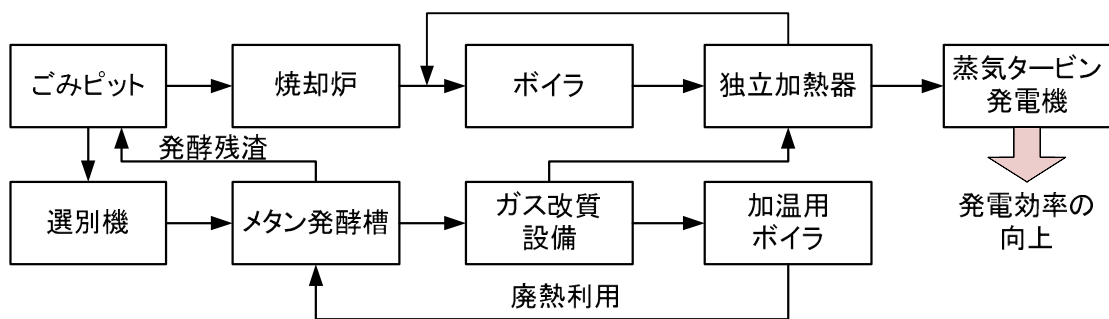 ごみピット
焼却炉
ボイラ
独立加熱器
蒸気タービン
発電機
発酵残渣
選別機
メタン発酵槽
ガス改質
設備
加温用
ボイラ
発電効率の
向上
廃熱利用